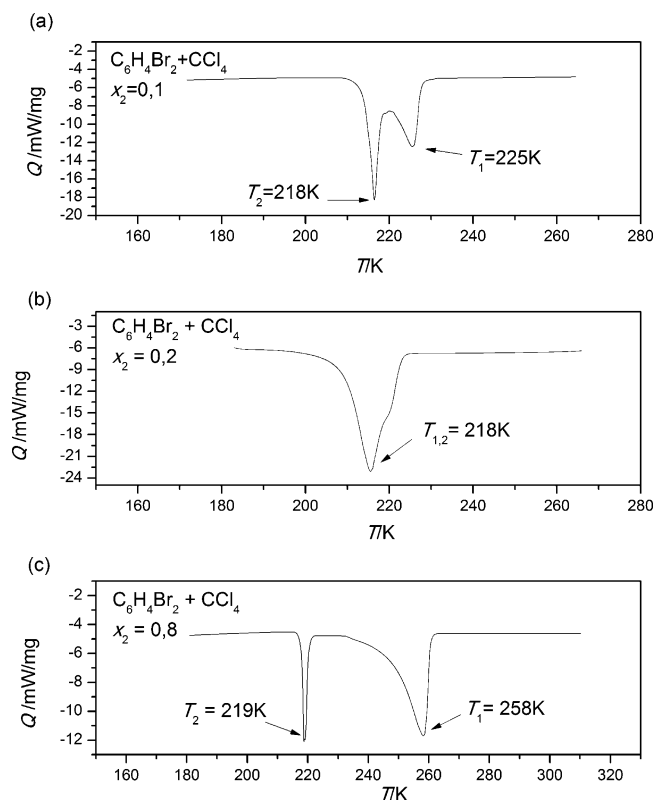 (a)
C₆H₄Br₂+CCl₄
x₂=0,1
T₁=225K
T₂=218K
Q /mW/mg
-2
-4
-6
-8
-10
-12
-14
-16
-18
-20
160 180 200 220 240 260 280
T/K
(b)
C₆H₄Br₂ + CCl₄
x₂ = 0,2
T₁,₂= 218K
Q /mW/mg
-3
-6
-9
-12
-15
-18
-21
-24
160 180 200 220 240 260 280
T/K
(c)
C₆H₄Br₂ + CCl₄
x₂ = 0,8
T₂ = 219K
T₁ = 258K
Q /mW/mg
-2
-4
-6
-8
-10
-12
160 180 200 220 240 260 280 300 320
T/K